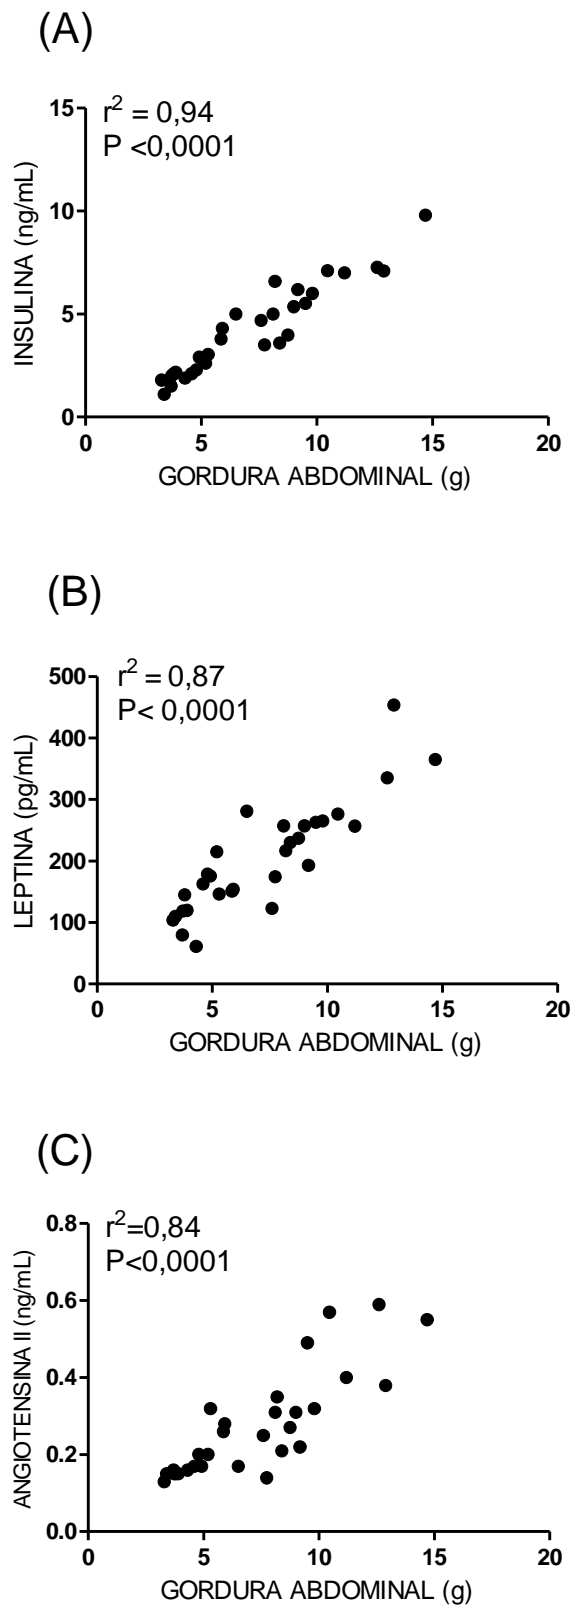 (A)
r² = 0,94
P <0,0001
15
10
5
0
INSULINA (ng/mL)
0 5 10 15 20
GORDURA ABDOMINAL (g)
(B)
r² = 0,87
P< 0,0001
500
400
300
200
100
0
LEPTINA (pg/mL)
0 5 10 15 20
GORDURA ABDOMINAL (g)
(C)
r²=0,84
P<0,0001
0.8
0.6
0.4
0.2
0.0
ANGIOTENSINA II (ng/mL)
0 5 10 15 20
GORDURA ABDOMINAL (g)